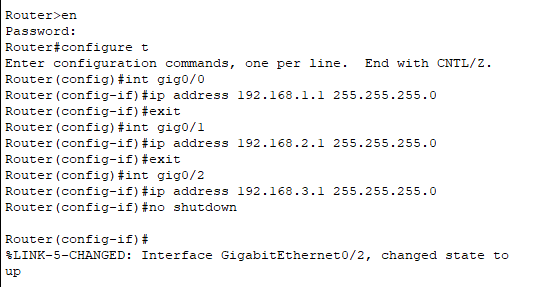 Router>en
Password:
Router#configure t
Enter configuration commands, one per line.  End with CNTL/Z.
Router(config)#int gig0/0
Router(config-if)#ip address 192.168.1.1 255.255.255.0
Router(config-if)#exit
Router(config)#int gig0/1
Router(config-if)#ip address 192.168.2.1 255.255.255.0
Router(config-if)#exit
Router(config)#int gig0/2
Router(config-if)#ip address 192.168.3.1 255.255.255.0
Router(config-if)#no shutdown
Router(config-if)#
%LINK-5-CHANGED: Interface GigabitEthernet0/2, changed state to
up